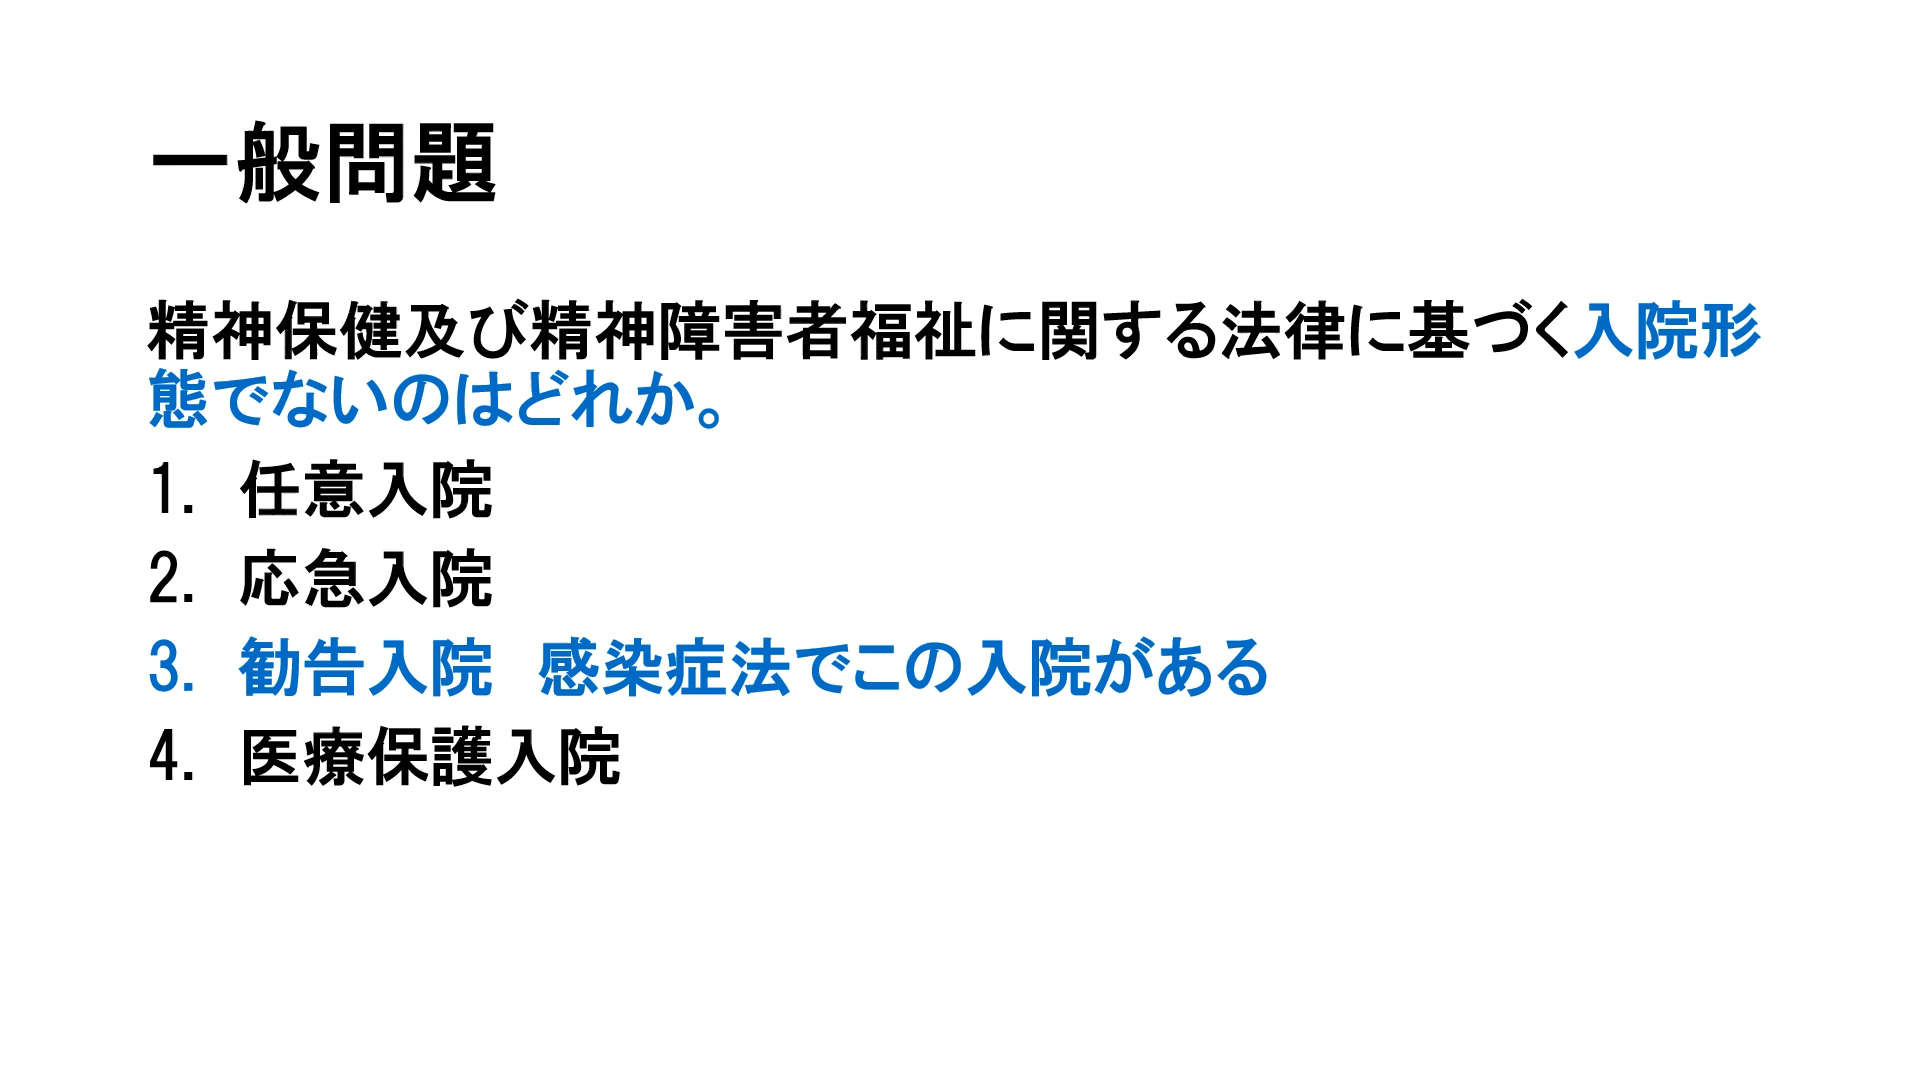 一般問題
精神保健及び精神障害者福祉に関する法律に基づく入院形
態でないのはどれか。
1. 任意入院
2. 応急入院
3. 勧告入院　感染症法でこの入院がある
4. 医療保護入院